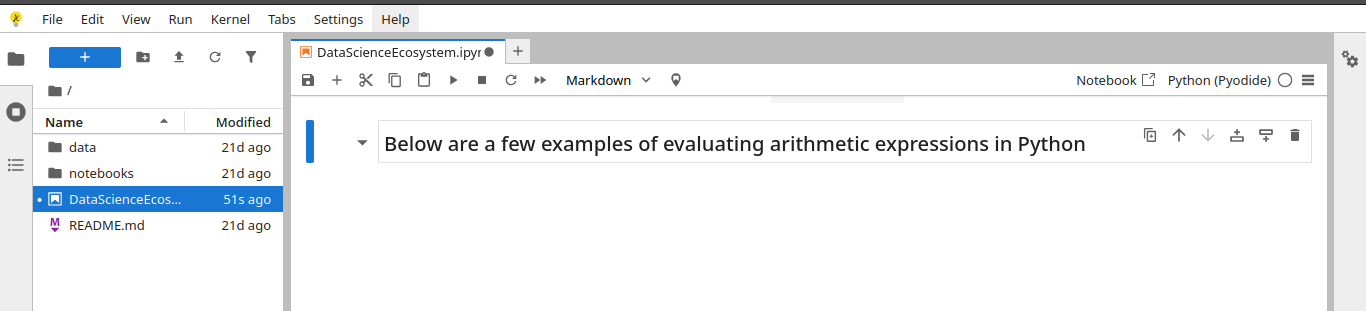 File Edit View Run Kernel Tabs Settings Help
+
/
Name Modified
data 21d ago
notebooks 21d ago
DataScienceEcos... 51s ago
README.md 21d ago
DataScienceEcosystem.ipyn
Markdown
Notebook Python (Pyodide)
Below are a few examples of evaluating arithmetic expressions in Python